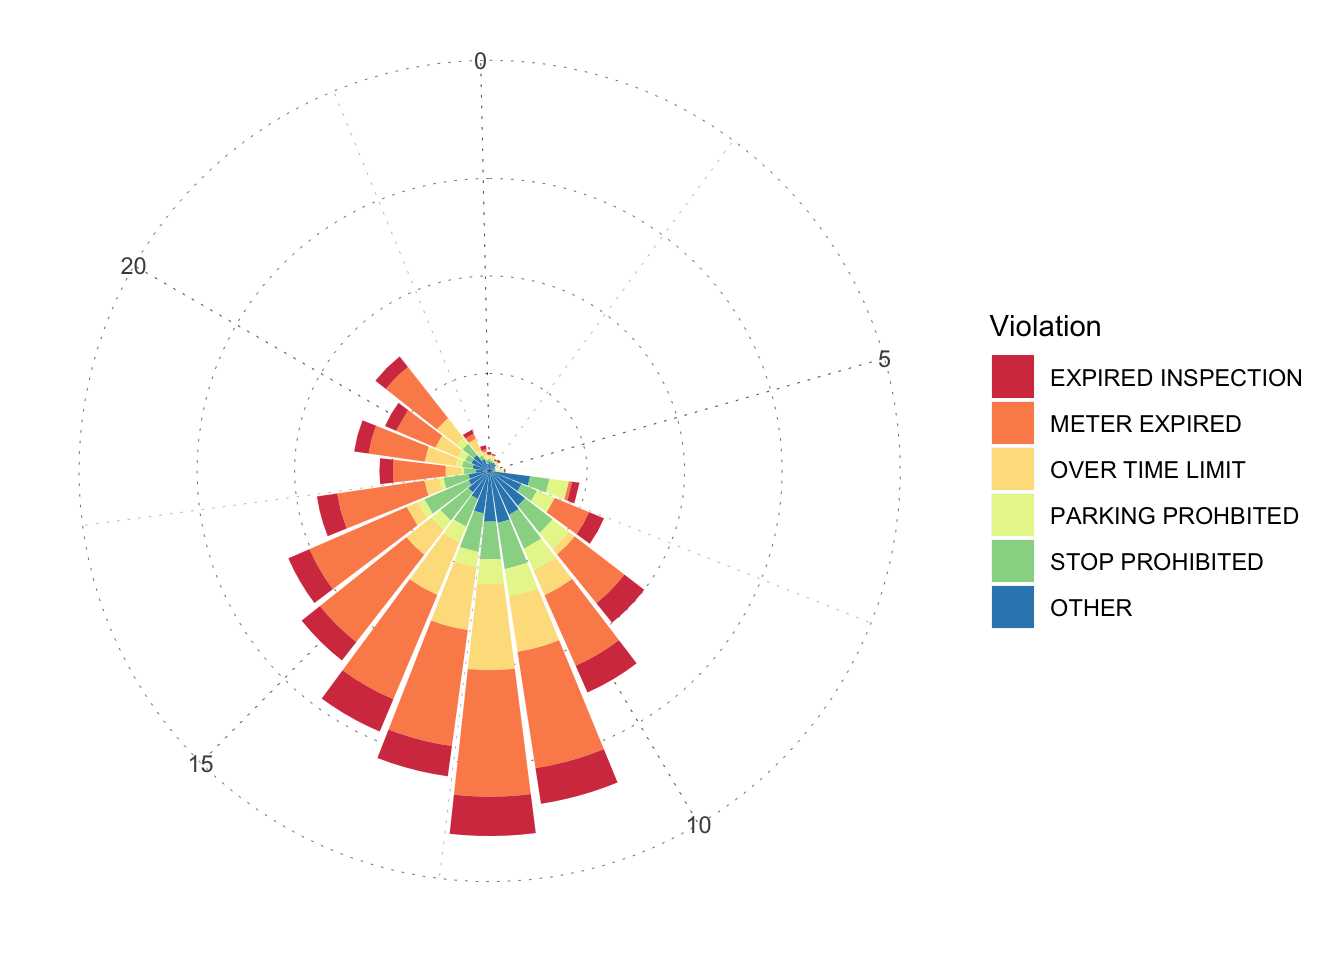 0
5
20
15
10
Violation
EXPIRED INSPECTION
METER EXPIRED
OVER TIME LIMIT
PARKING PROHBITED
STOP PROHIBITED
OTHER